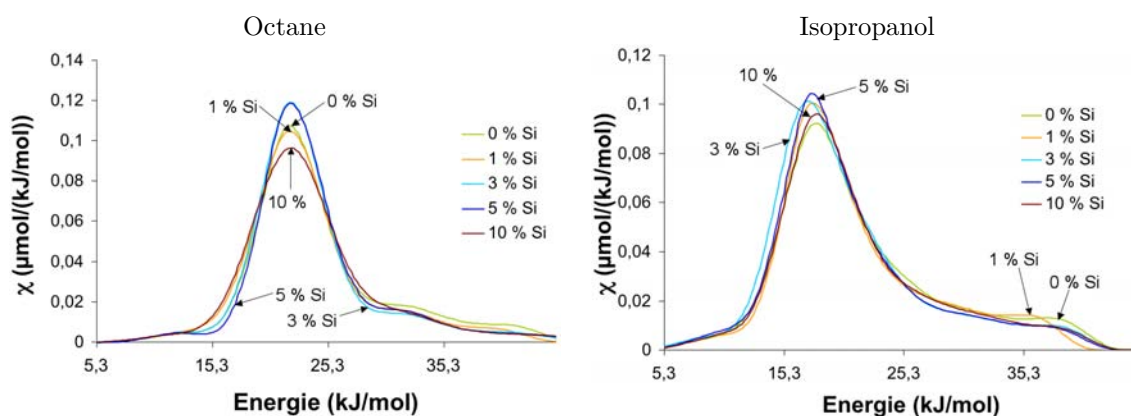 Octane
0,14
0,12
0,1
0,08
0,06
0,04
0,02
0
χ (µmol/(kJ/mol))
1 % Si
0 % Si
10 %
5 % Si
3 % Si
0 % Si
1 % Si
3 % Si
5 % Si
10 % Si
5,3
15,3
25,3
35,3
Energie (kJ/mol)
Isopropanol
0,12
0,1
0,08
0,06
0,04
0,02
0
χ (µmol/(kJ/mol))
10 %
5 % Si
3 % Si
1 % Si
0 % Si
0 % Si
1 % Si
3 % Si
5 % Si
10 % Si
5,3
15,3
25,3
35,3
Energie (kJ/mol)